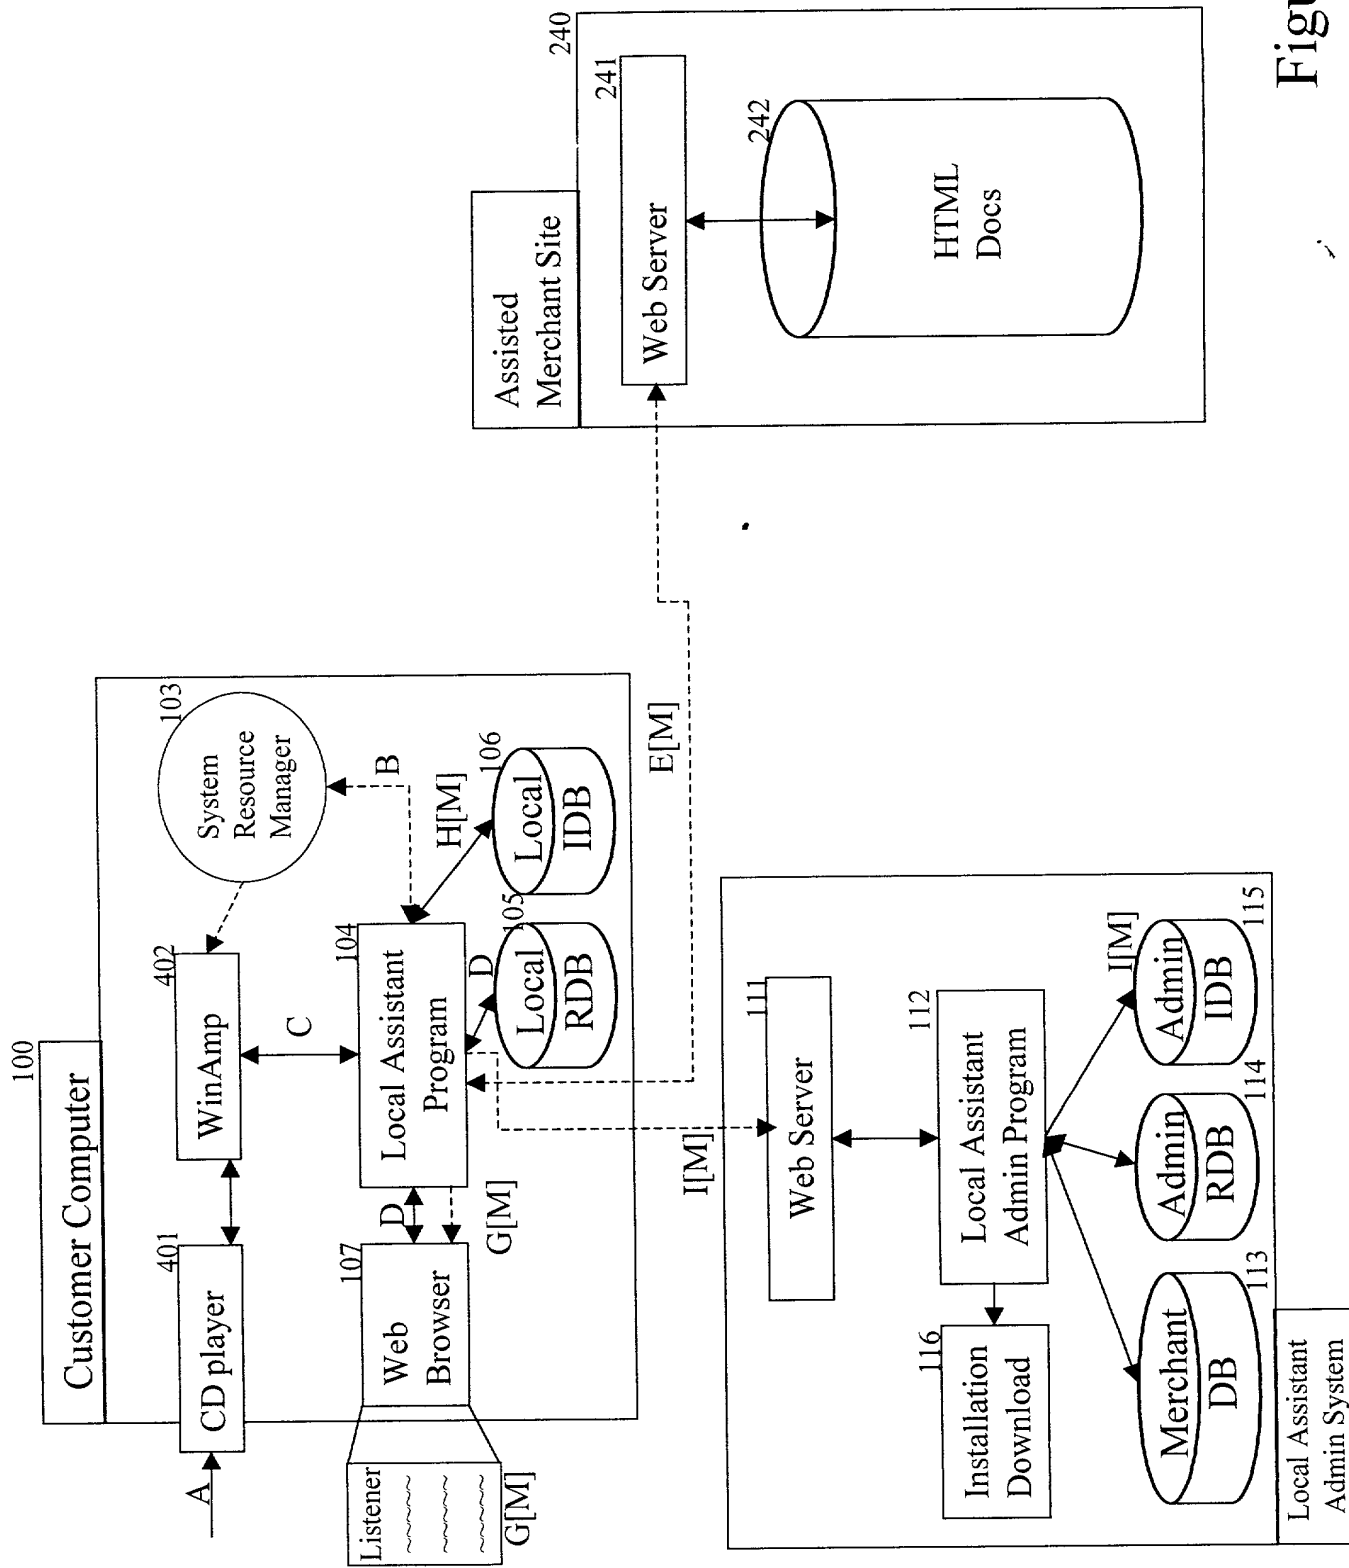 Customer Computer
100
A
CD player
401
WinAmp
402
System
Resource
Manager
103
C
B
Listener
G[M]
Web
Browser
107
D
G[M]
Local Assistant
Program
104
D
H[M]
Local
RDB
105
Local
IDB
106
E[M]
I[M]
Assisted
Merchant Site
240
Web Server
241
HTML
Docs
242
Web Server
111
Local Assistant
Admin Program
112
Installation
Download
116
Merchant
DB
113
Admin
RDB
114
Admin
IDB
115
I[M]
Local Assistant
Admin System